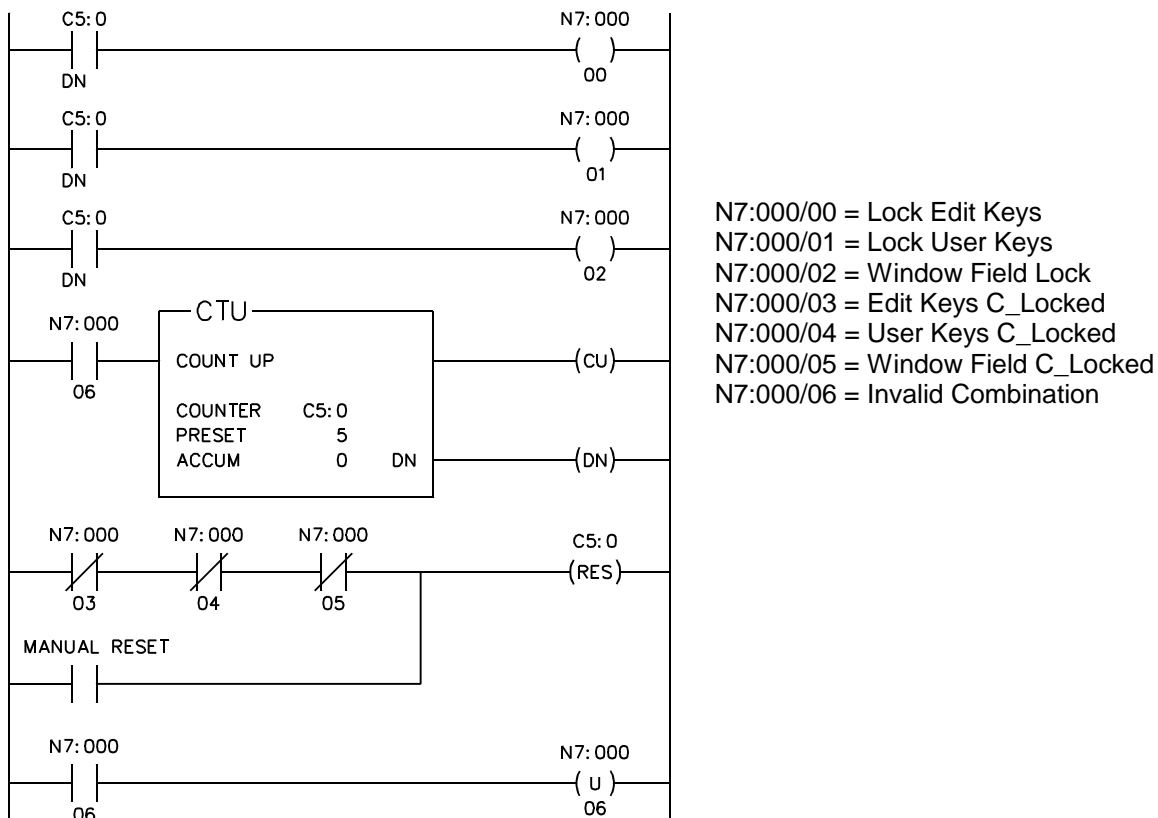 C5:0 N7:000
( )
DN 00
C5:0 N7:000
( )
DN 01
C5:0 N7:000
( )
DN 02
N7:000 CTU
COUNT UP (CU)
06
COUNTER C5:0
PRESET 5
ACCUM 0 DN (DN)
N7:000 N7:000 N7:000 C5:0
(RES)
03 04 05
MANUAL RESET
N7:000 N7:000
( U )
06 06
N7:000/00 = Lock Edit Keys
N7:000/01 = Lock User Keys
N7:000/02 = Window Field Lock
N7:000/03 = Edit Keys C_Locked
N7:000/04 = User Keys C_Locked
N7:000/05 = Window Field C_Locked
N7:000/06 = Invalid Combination